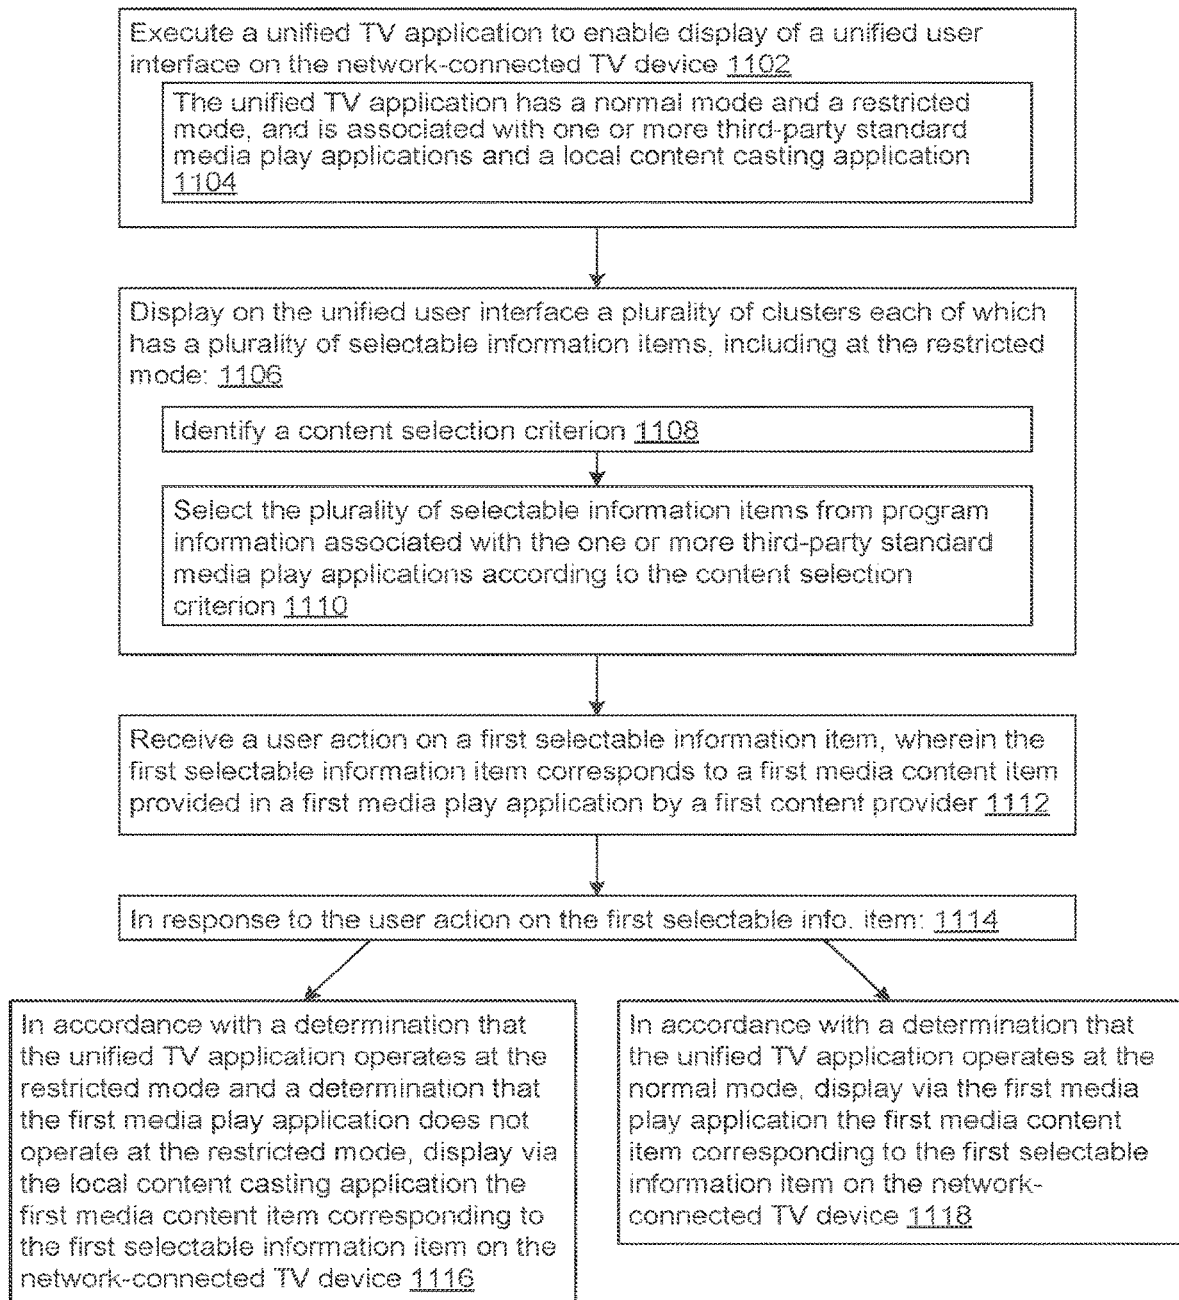 Execute a unified TV application to enable display of a unified user
interface on the network-connected TV device 1102
The unified TV application has a normal mode and a restricted
mode, and is associated with one or more third-party standard
media play applications and a local content casting application
1104
Display on the unified user interface a plurality of clusters each of which
has a plurality of selectable information items, including at the restricted
mode: 1106
Identify a content selection criterion 1108
Select the plurality of selectable information items from program
information associated with the one or more third-party standard
media play applications according to the content selection
criterion 1110
Receive a user action on a first selectable information item, wherein the
first selectable information item corresponds to a first media content item
provided in a first media play application by a first content provider 1112
In response to the user action on the first selectable info. item: 1114
In accordance with a determination that
the unified TV application operates at the
restricted mode and a determination that
the first media play application does not
operate at the restricted mode, display via
the local content casting application the
first media content item corresponding to
the first selectable information item on the
network-connected TV device 1116
In accordance with a determination that
the unified TV application operates at the
normal mode, display via the first media
play application the first media content
item corresponding to the first selectable
information item on the network-
connected TV device 1118